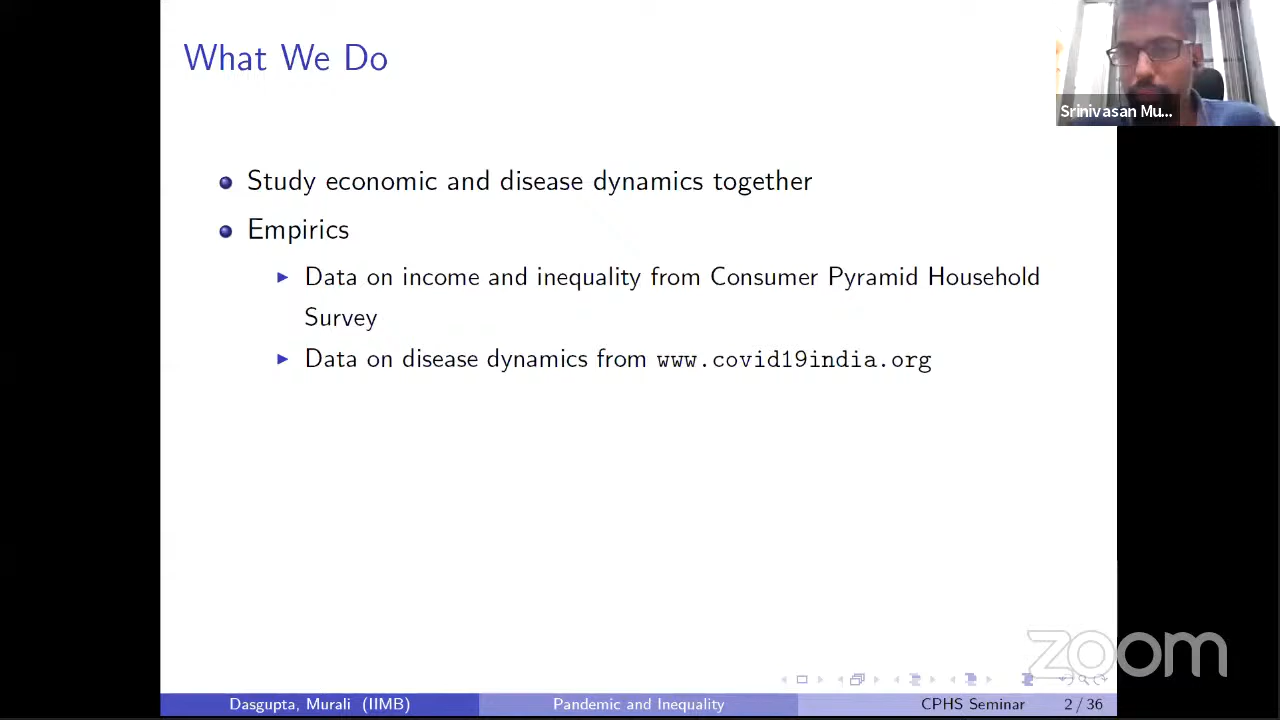 What We Do
Srinivasan Mu...
Study economic and disease dynamics together
Empirics
Data on income and inequality from Consumer Pyramid Household
Survey
Data on disease dynamics from www.covid19india.org
zoom
Dasgupta, Murali (IIMB)
Pandemic and Inequality
CPHS Seminar
2 / 36